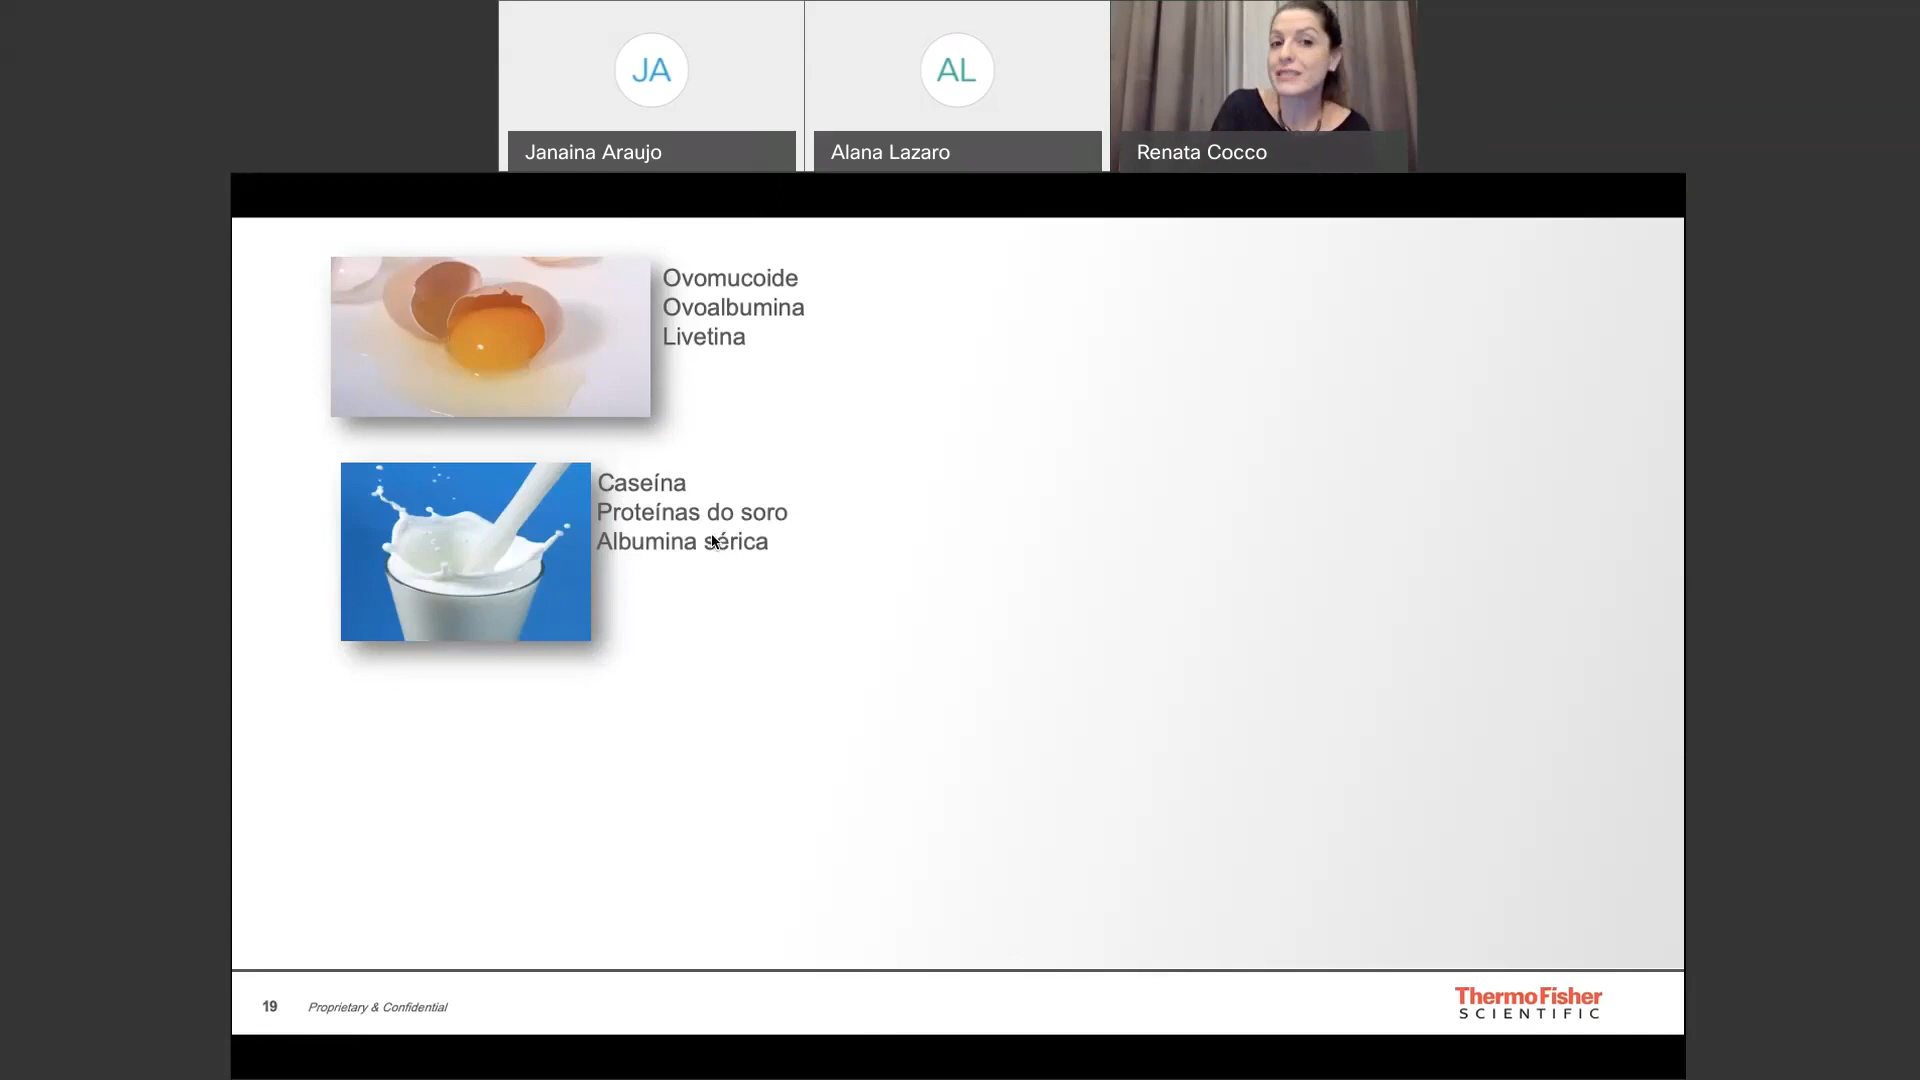 JA
AL
Janaina Araujo
Alana Lazaro
Renata Cocco
Ovomucoide
Ovoalbumina
Livetina
Caseína
Proteínas do soro
Albumina sérica
19
Proprietary & Confidential
ThermoFisher
SCIENTIFIC